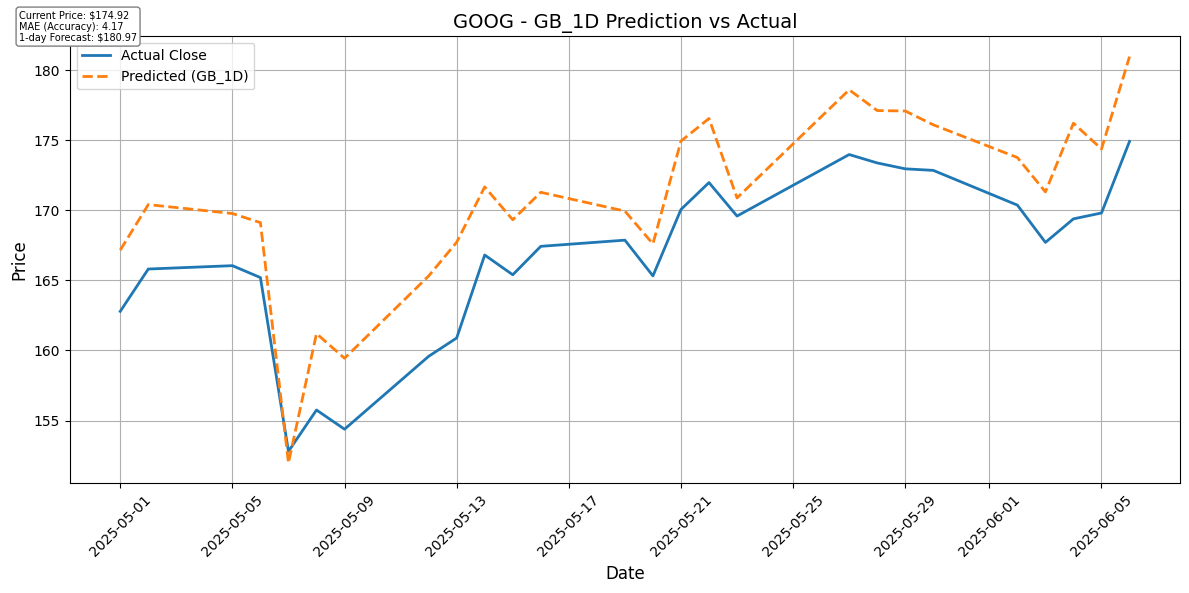 GOOG - GB_1D Prediction vs Actual
Current Price: $174.92
MAE (Accuracy): 4.17
1-day Forecast: $180.97
Actual Close
Predicted (GB_1D)
Price
180
175
170
165
160
155
2025-05-01
2025-05-05
2025-05-09
2025-05-13
2025-05-17
2025-05-21
2025-05-25
2025-05-29
2025-06-01
2025-06-05
Date